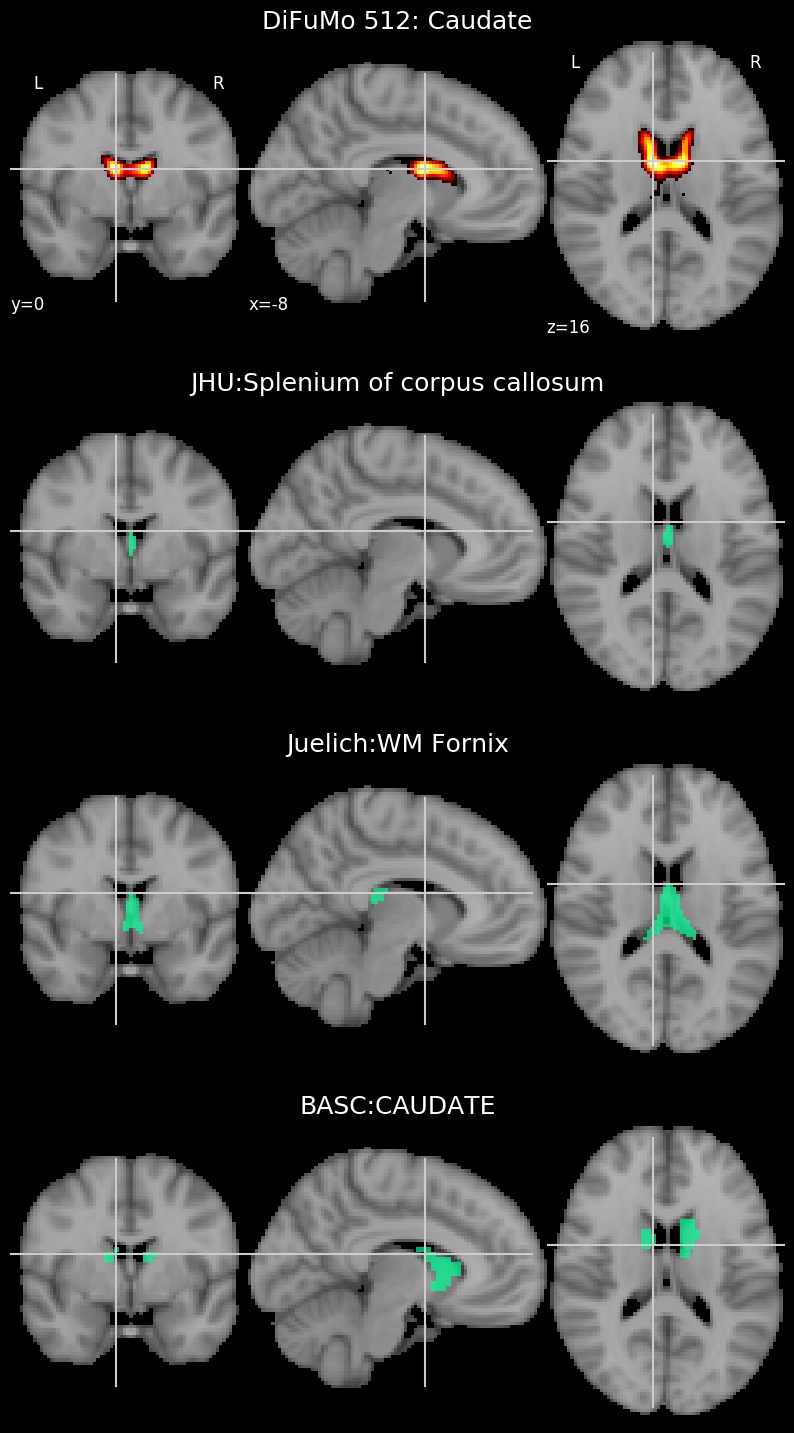 DiFuMo 512: Caudate
L R L R
y=0 x=-8 z=16
JHU:Splenium of corpus callosum
Juelich:WM Fornix
BASC:CAUDATE